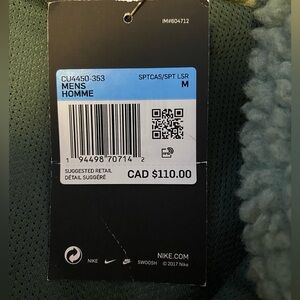 IM#604712
CU4450-353
MENS
HOMME
SPTCAS/SPT LSR
M
1 94498 70714 2
SUGGESTED RETAIL
DÉTAIL SUGGÉRÉ
CAD $110.00
NIKE.COM
NIKE SWOOSH © 2017 Nike